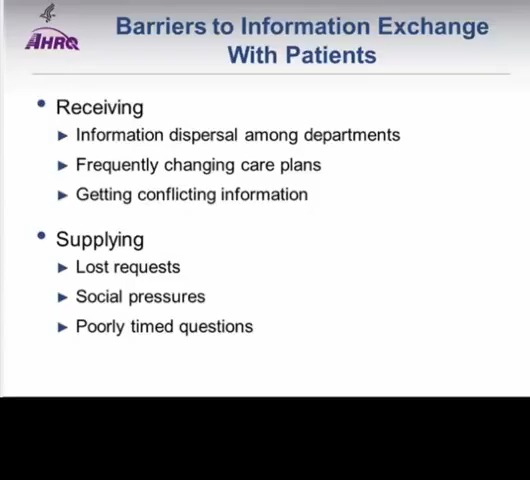 AHRQ
Barriers to Information Exchange
With Patients
• Receiving
► Information dispersal among departments
► Frequently changing care plans
► Getting conflicting information
• Supplying
► Lost requests
► Social pressures
► Poorly timed questions